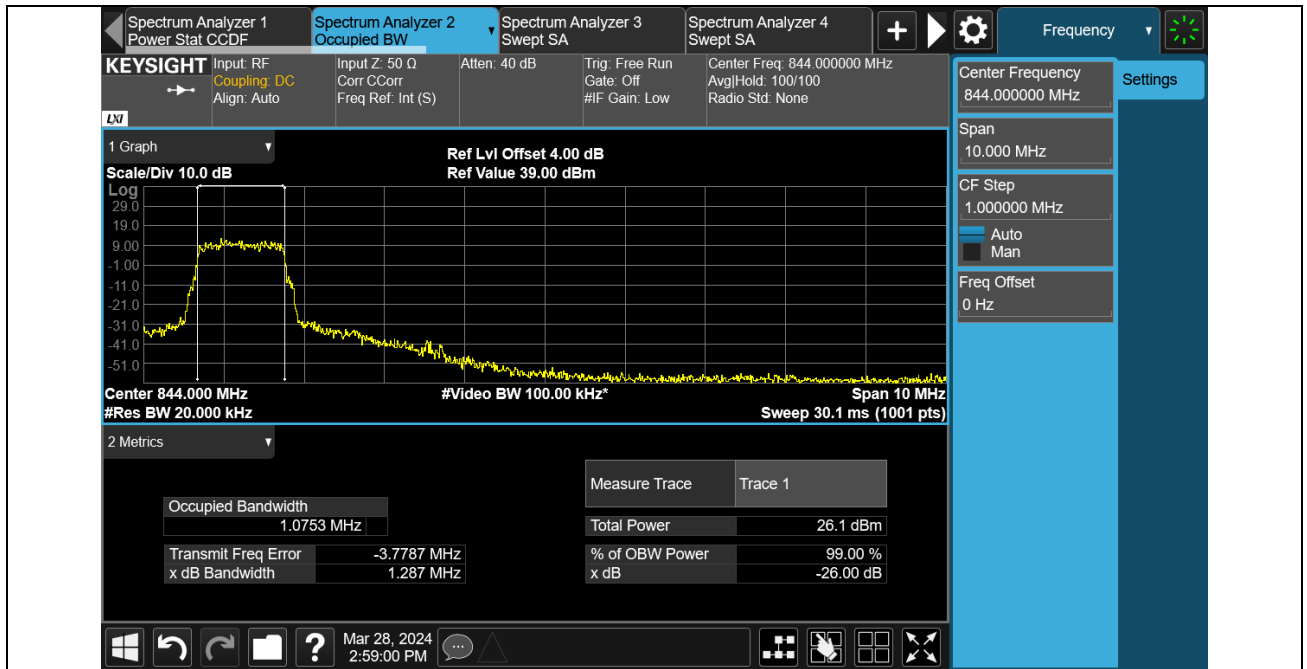 Spectrum Analyzer 1
Power Stat CCDF
Spectrum Analyzer 2
Occupied BW
Spectrum Analyzer 3
Swept SA
Spectrum Analyzer 4
Swept SA
+
Frequency
KEYSIGHT
LXI
Input: RF
Coupling: DC
Align: Auto
Input Z: 50 Ω
Corr CCorr
Freq Ref: Int (S)
Atten: 40 dB
Trig: Free Run
Gate: Off
#IF Gain: Low
Center Freq: 844.000000 MHz
Avg|Hold: 100/100
Radio Std: None
Center Frequency
844.000000 MHz
Settings
Span
10.000 MHz
CF Step
1.000000 MHz
Auto
Man
Freq Offset
0 Hz
1 Graph
Scale/Div 10.0 dB
Ref Lvl Offset 4.00 dB
Ref Value 39.00 dBm
Log
29.0
19.0
9.00
-1.00
-11.0
-21.0
-31.0
-41.0
-51.0
Center 844.000 MHz
#Video BW 100.00 kHz*
Span 10 MHz
#Res BW 20.000 kHz
Sweep 30.1 ms (1001 pts)
2 Metrics
Measure Trace Trace 1
Occupied Bandwidth
1.0753 MHz
Total Power 26.1 dBm
Transmit Freq Error -3.7787 MHz
% of OBW Power 99.00 %
x dB Bandwidth 1.287 MHz
x dB -26.00 dB
?
Mar 28, 2024
2:59:00 PM